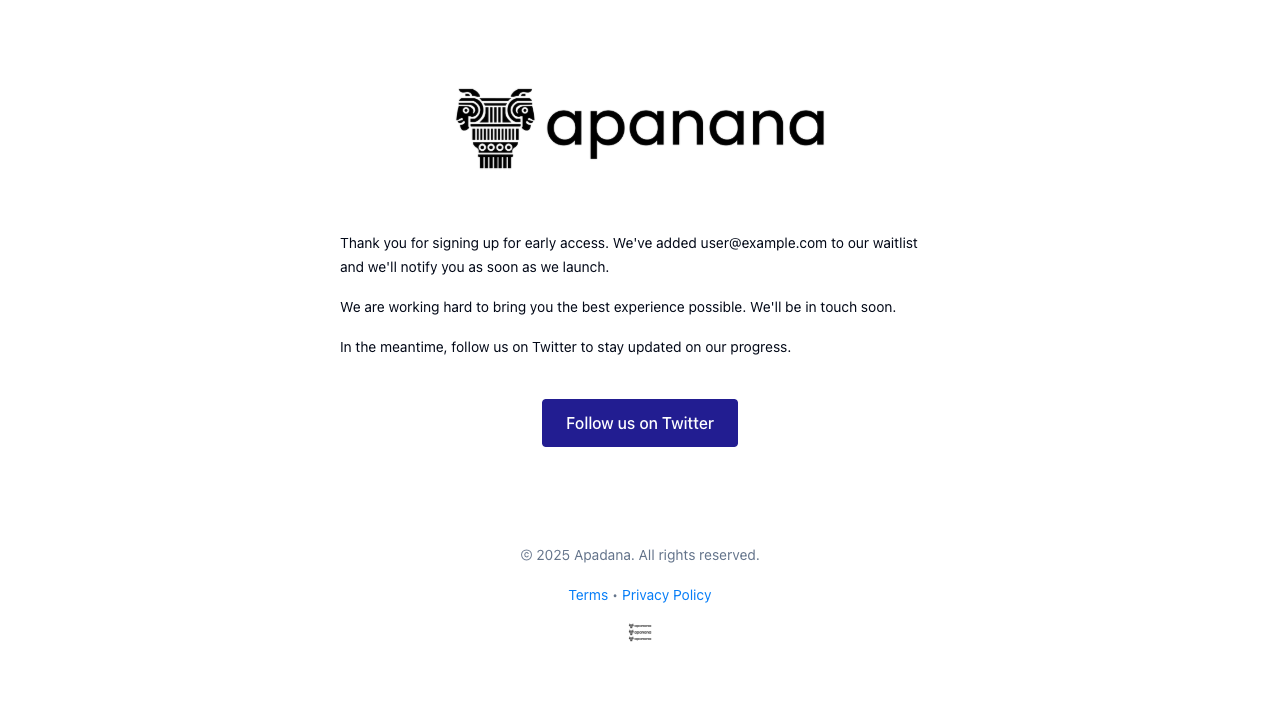 apanana
Thank you for signing up for early access. We've added user@example.com to our waitlist
and we'll notify you as soon as we launch.
We are working hard to bring you the best experience possible. We'll be in touch soon.
In the meantime, follow us on Twitter to stay updated on our progress.
Follow us on Twitter
© 2025 Apadana. All rights reserved.
Terms • Privacy Policy
apanana
apanana
apanana